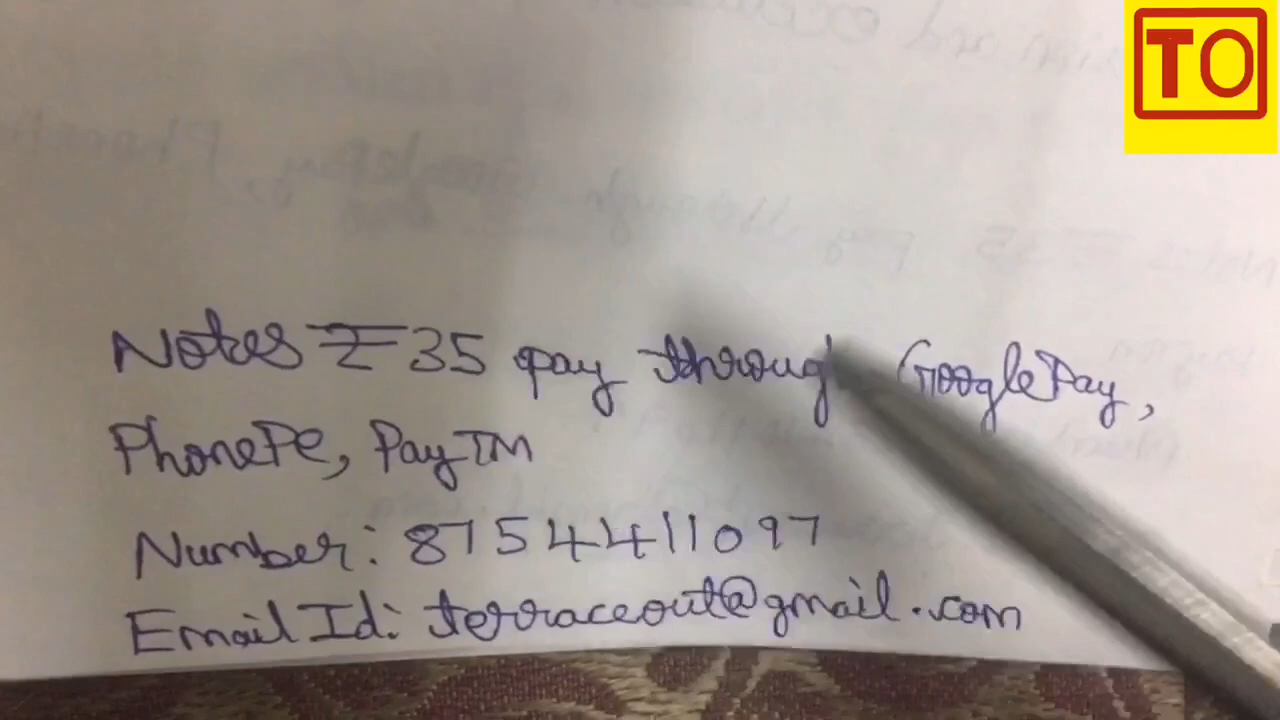 TO
Notes ₹ 35 pay through GooglePay,
PhonePe, PayTM
Number: 8754411097
Email Id: terraceout@gmail.com